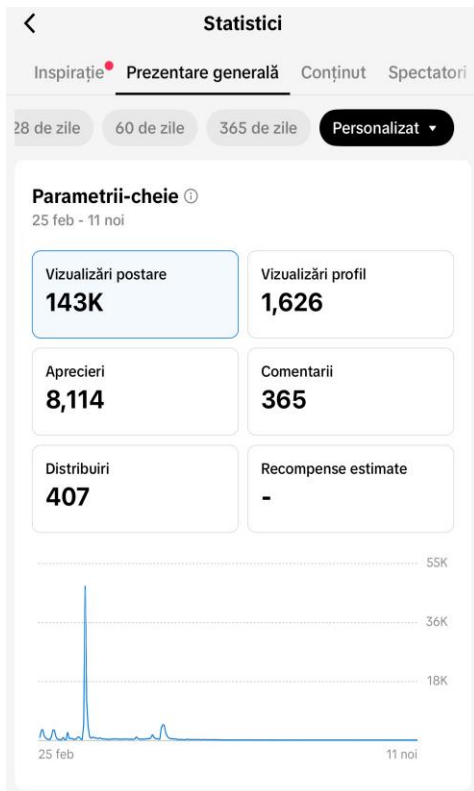 Statistici
Inspirație Prezentare generală Conținut Spectatori
28 de zile 60 de zile 365 de zile Personalizat
Parametrii-cheie
25 feb - 11 noi
Vizualizări postare Vizualizări profil
143K 1,626
Aprecieri Comentarii
8,114 365
Distribuiri Recompense estimate
407 -
55K
36K
18K
25 feb 11 noi